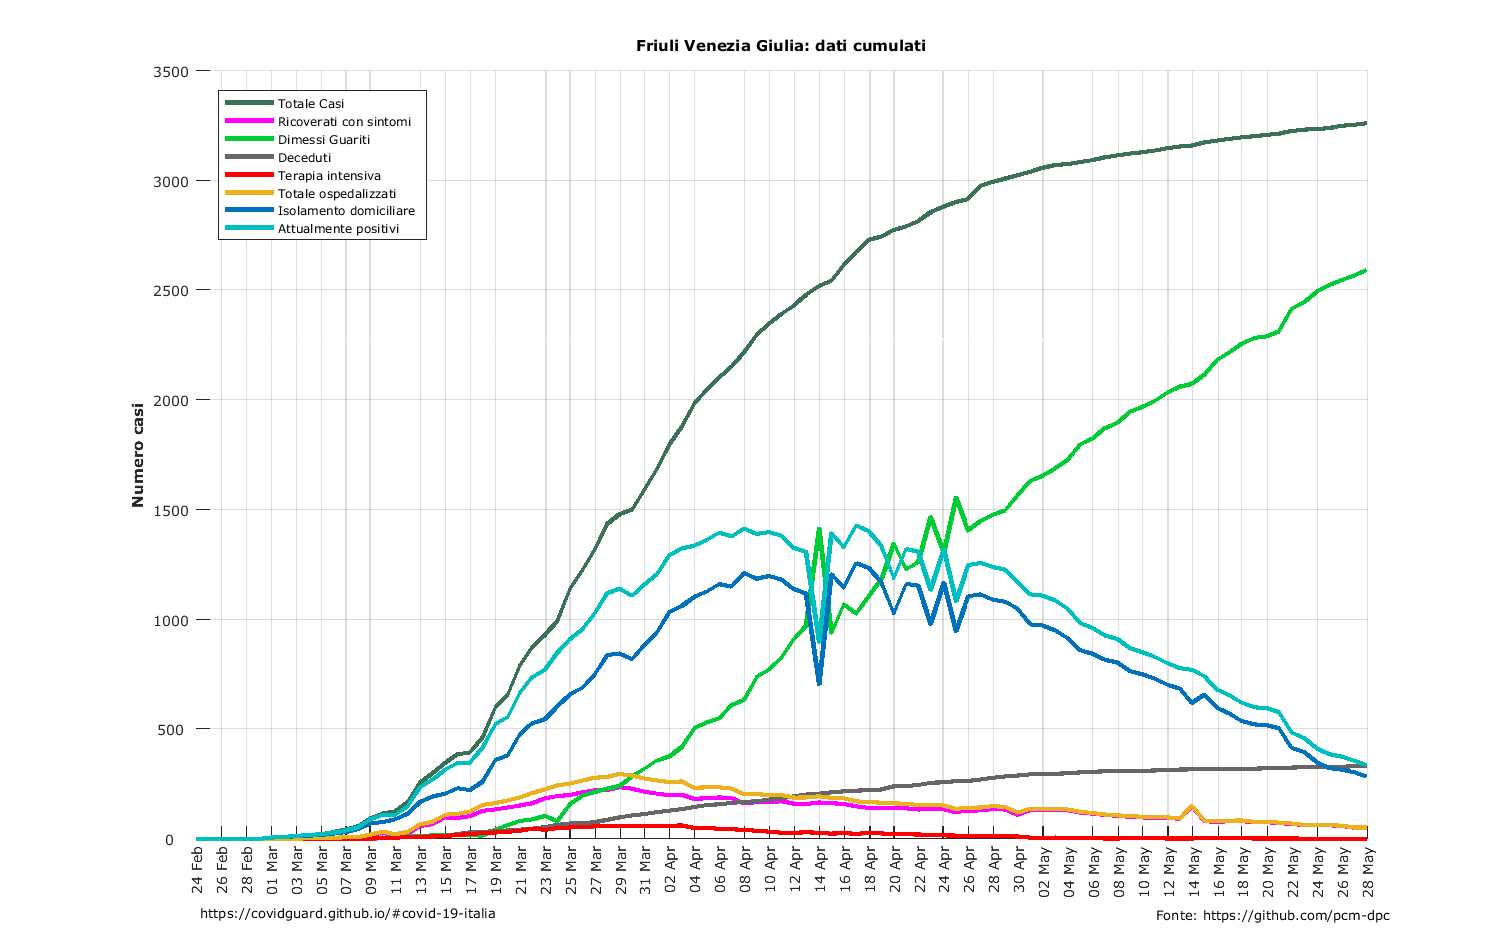 Friuli Venezia Giulia: dati cumulati
3500
3000
2500
2000
1500
1000
500
0
Numero casi
Totale Casi
Ricoverati con sintomi
Dimessi Guariti
Deceduti
Terapia intensiva
Totale ospedalizzati
Isolamento domiciliare
Attualmente positivi
24 Feb
26 Feb
28 Feb
01 Mar
03 Mar
05 Mar
07 Mar
09 Mar
11 Mar
13 Mar
15 Mar
17 Mar
19 Mar
21 Mar
23 Mar
25 Mar
27 Mar
29 Mar
31 Mar
02 Apr
04 Apr
06 Apr
08 Apr
10 Apr
12 Apr
14 Apr
16 Apr
18 Apr
20 Apr
22 Apr
24 Apr
26 Apr
28 Apr
30 Apr
02 May
04 May
06 May
08 May
10 May
12 May
14 May
16 May
18 May
20 May
22 May
24 May
26 May
28 May
https://covidguard.github.io/#covid-19-italia
Fonte: https://github.com/pcm-dpc